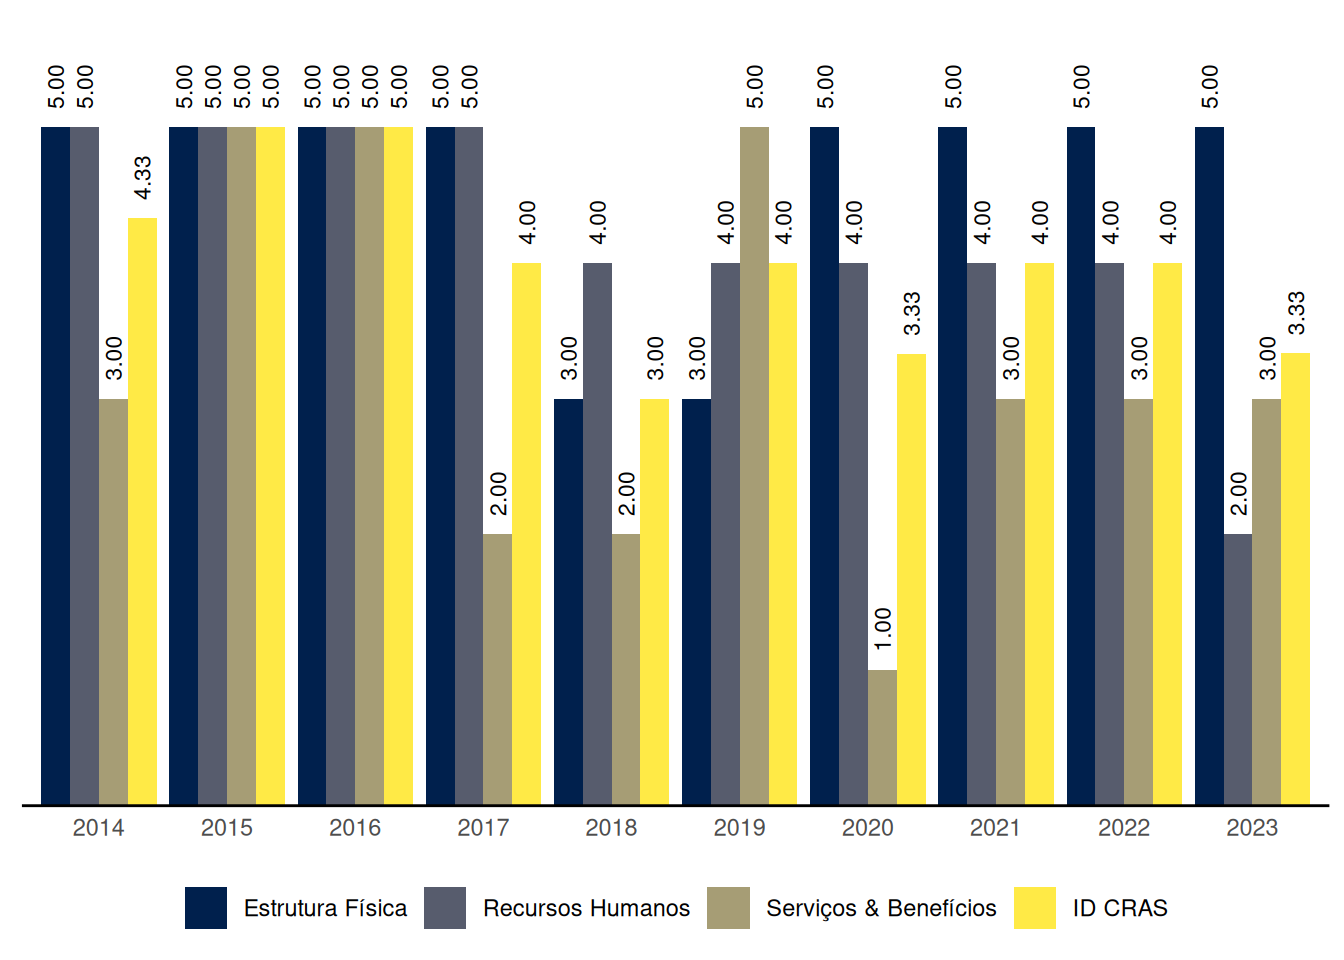 5.00 5.00 3.00 4.33
5.00 5.00 5.00 5.00
5.00 5.00 5.00 5.00
5.00 5.00 2.00 4.00
3.00 4.00 2.00 3.00
3.00 4.00 5.00 4.00
5.00 4.00 1.00 3.33
5.00 4.00 3.00 4.00
5.00 4.00 3.00 4.00
5.00 2.00 3.00 3.33
2014 2015 2016 2017 2018 2019 2020 2021 2022 2023
Estrutura Física Recursos Humanos Serviços & Benefícios ID CRAS